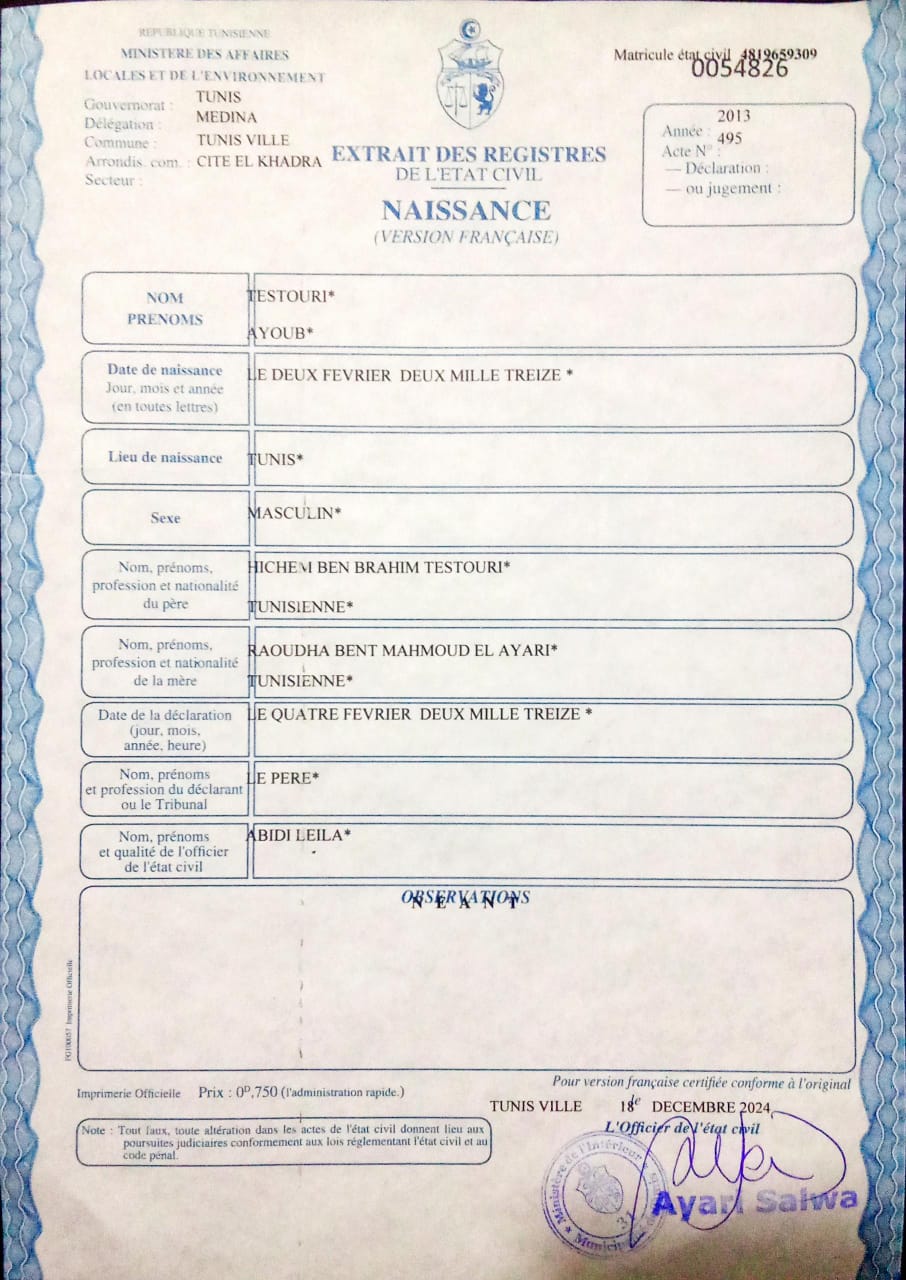 REPUBLIQUE TUNISIENNE
MINISTERE DES AFFAIRES
LOCALES ET DE L'ENVIRONNEMENT
Gouvernorat : TUNIS
Délégation : MEDINA
Commune : TUNIS VILLE
Arrondis. com. : CITE EL KHADRA
Secteur :
Matricule état civil 4819659309
0054826
Année : 2013
Acte N° : 495
— Déclaration :
— ou jugement :
EXTRAIT DES REGISTRES
DE L'ETAT CIVIL
NAISSANCE
(VERSION FRANÇAISE)
NOM TESTOURI*
PRENOMS AYOUB*
Date de naissance LE DEUX FEVRIER DEUX MILLE TREIZE *
Jour, mois et année
(en toutes lettres)
Lieu de naissance TUNIS*
Sexe MASCULIN*
Nom, prénoms, HICHEM BEN BRAHIM TESTOURI*
profession et nationalité
du père TUNISIENNE*
Nom, prénoms, RAOUDHA BENT MAHMOUD EL AYARI*
profession et nationalité
de la mère TUNISIENNE*
Date de la déclaration LE QUATRE FEVRIER DEUX MILLE TREIZE *
(jour, mois,
année, heure)
Nom, prénoms LE PERE*
et profession du déclarant
ou le Tribunal
Nom, prénoms ABIDI LEILA*
et qualité de l'officier
de l'état civil
OBSERVATIONS
N E A N T
Imprimerie Officielle
Imprimerie Officielle Prix : 0ᴰ,750 (l'administration rapide.)
Pour version française certifiée conforme à l'original
TUNIS VILLE 18 DECEMBRE 2024
L'Officier de l'état civil
Note : Tout faux, toute altération dans les actes de l'état civil donnent lieu aux
poursuites judiciaires conformement aux lois réglementant l'état civil et au
code pénal.
Ministère de l'Intérieur
31
Ayari Salwa